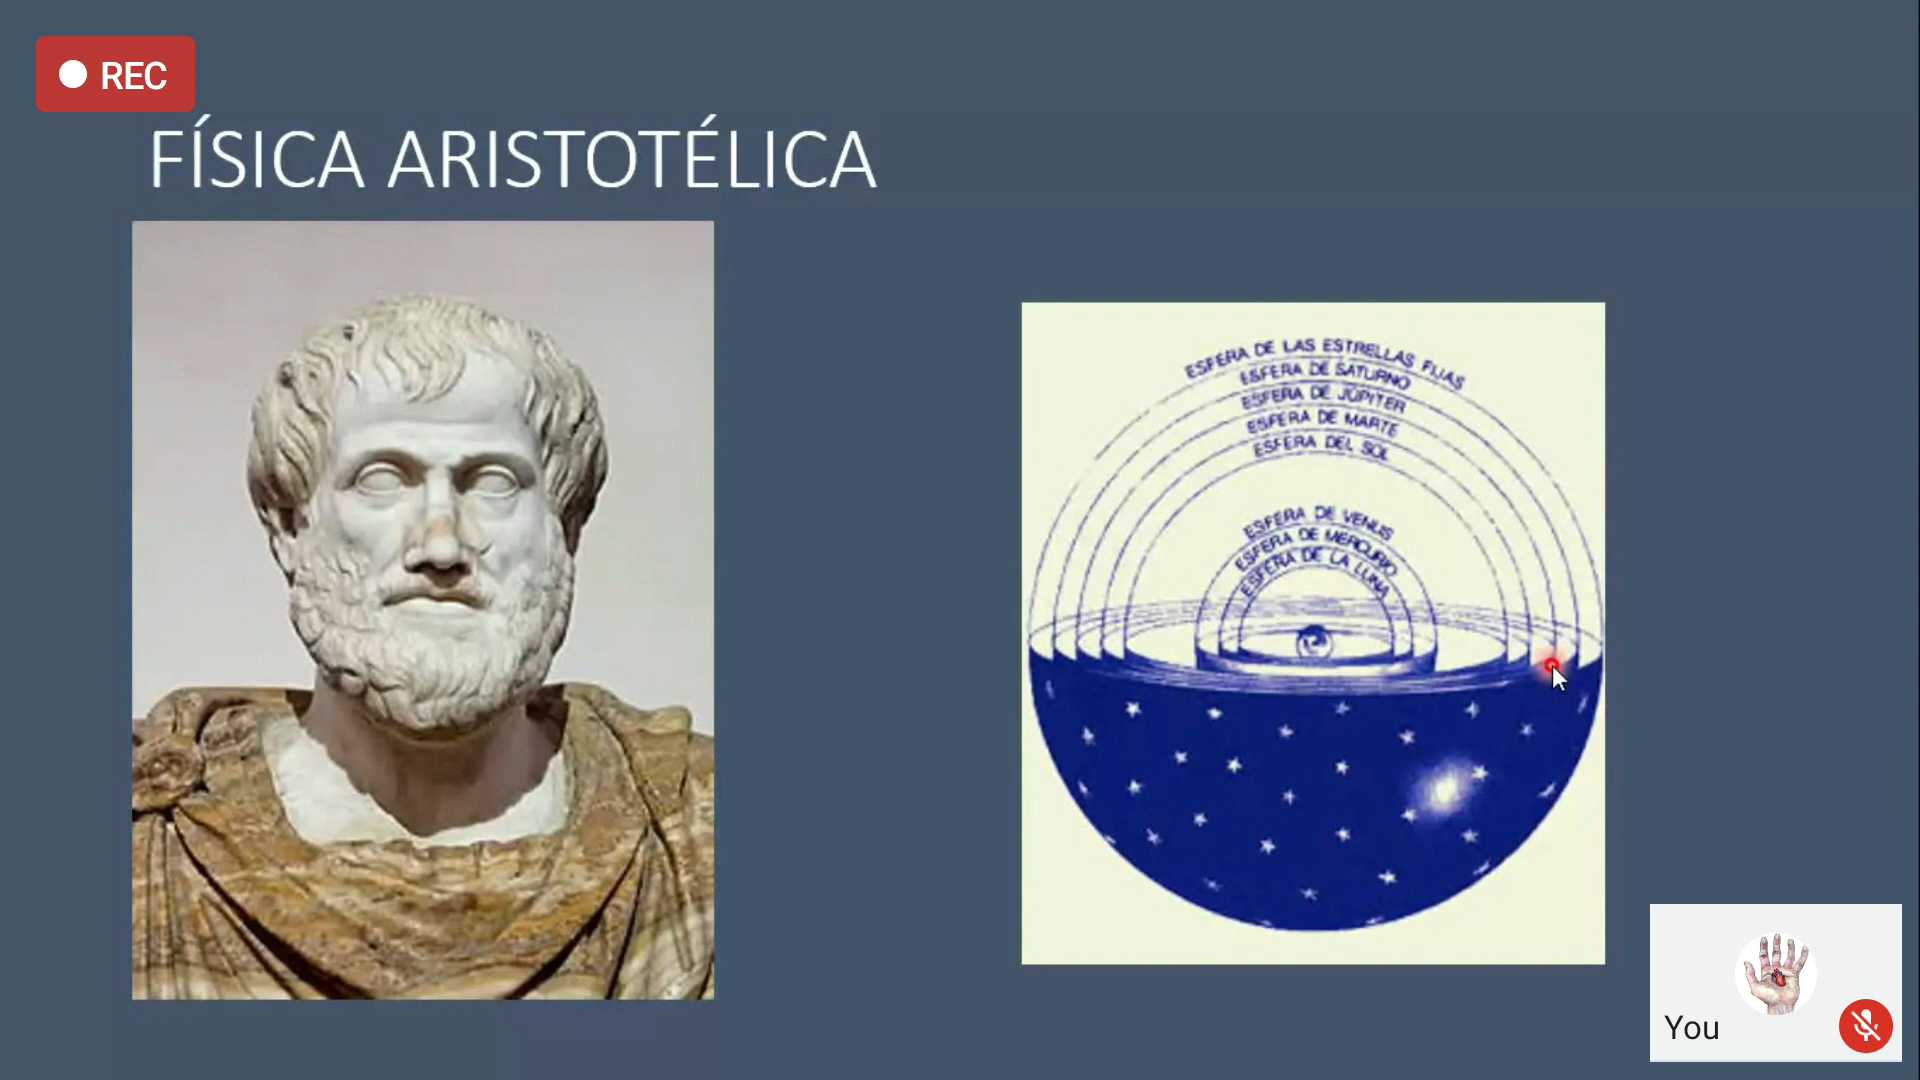 REC
FÍSICA ARISTOTÉLICA
ESFERA DE LAS ESTRELLAS FIJAS
ESFERA DE SATURNO
ESFERA DE JÚPITER
ESFERA DE MARTE
ESFERA DEL SOL
ESFERA DE VENUS
ESFERA DE MERCURIO
ESFERA DE LA LUNA
You